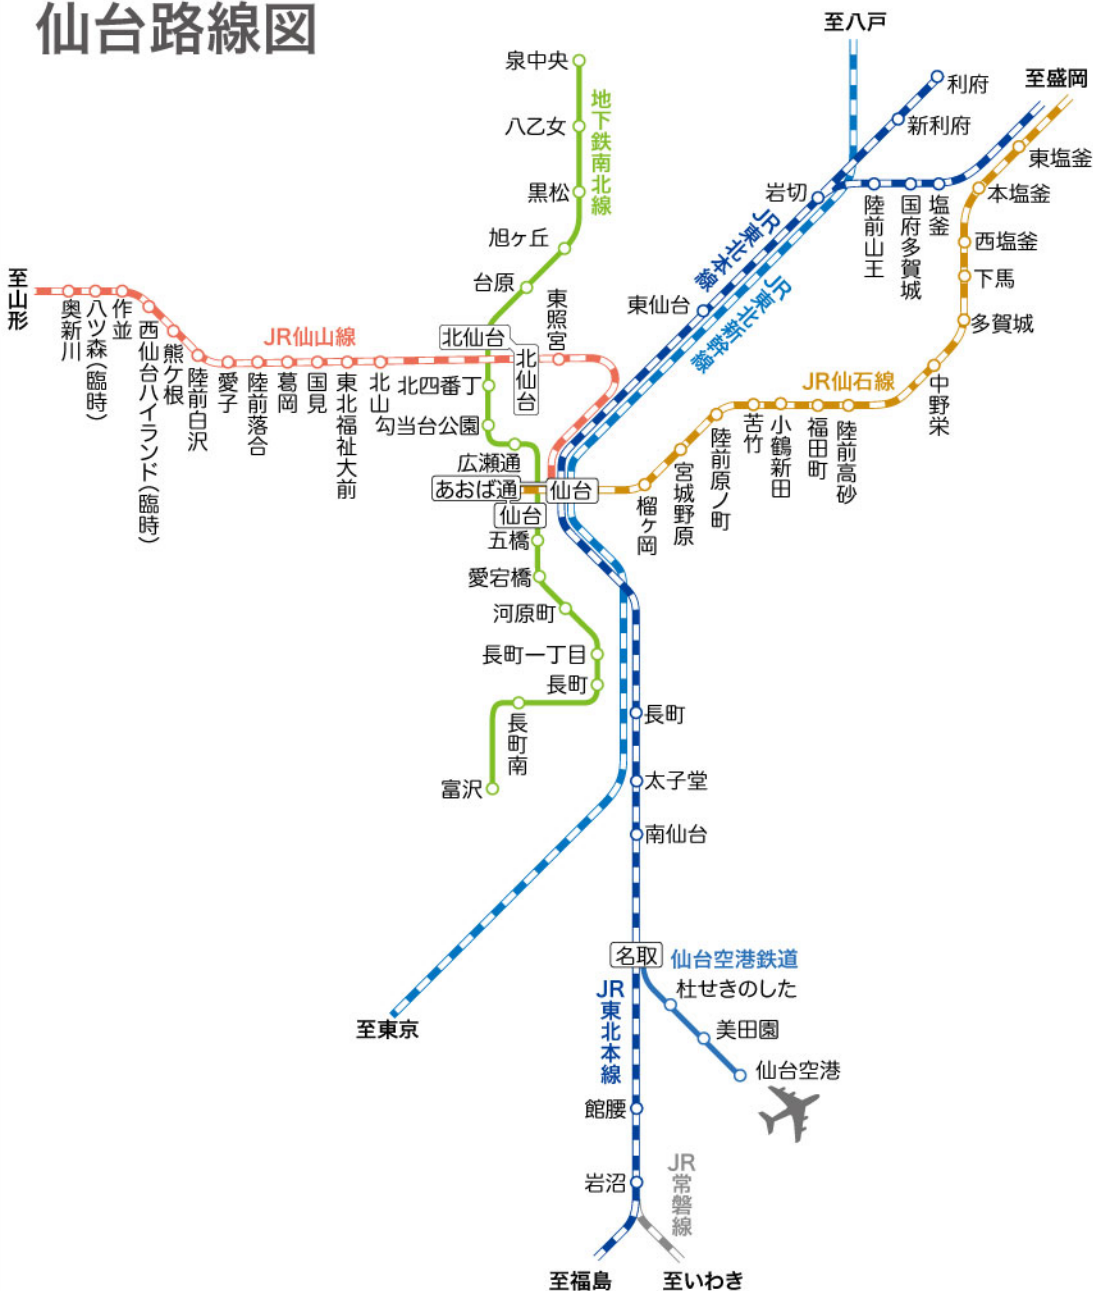 仙台路線図
至八戸
至盛岡
至山形
至東京
至福島
至いわき
地下鉄南北線
泉中央
八乙女
黒松
旭ヶ丘
台原
北仙台
北四番丁
勾当台公園
広瀬通
仙台
五橋
愛宕橋
河原町
長町一丁目
長町
長町南
富沢
JR仙山線
奥新川
八ツ森（臨時）
作並
西仙台ハイランド（臨時）
熊ケ根
陸前白沢
愛子
陸前落合
葛岡
国見
東北福祉大前
北山
北仙台
東照宮
仙台
JR東北本線
JR東北新幹線
利府
新利府
岩切
東仙台
陸前山王
国府多賀城
塩釜
JR仙石線
あおば通
榴ヶ岡
宮城野原
陸前原ノ町
苦竹
小鶴新田
福田町
陸前高砂
中野栄
多賀城
下馬
西塩釜
本塩釜
東塩釜
長町
太子堂
南仙台
名取
JR東北本線
館腰
岩沼
仙台空港鉄道
杜せきのした
美田園
仙台空港
JR常磐線